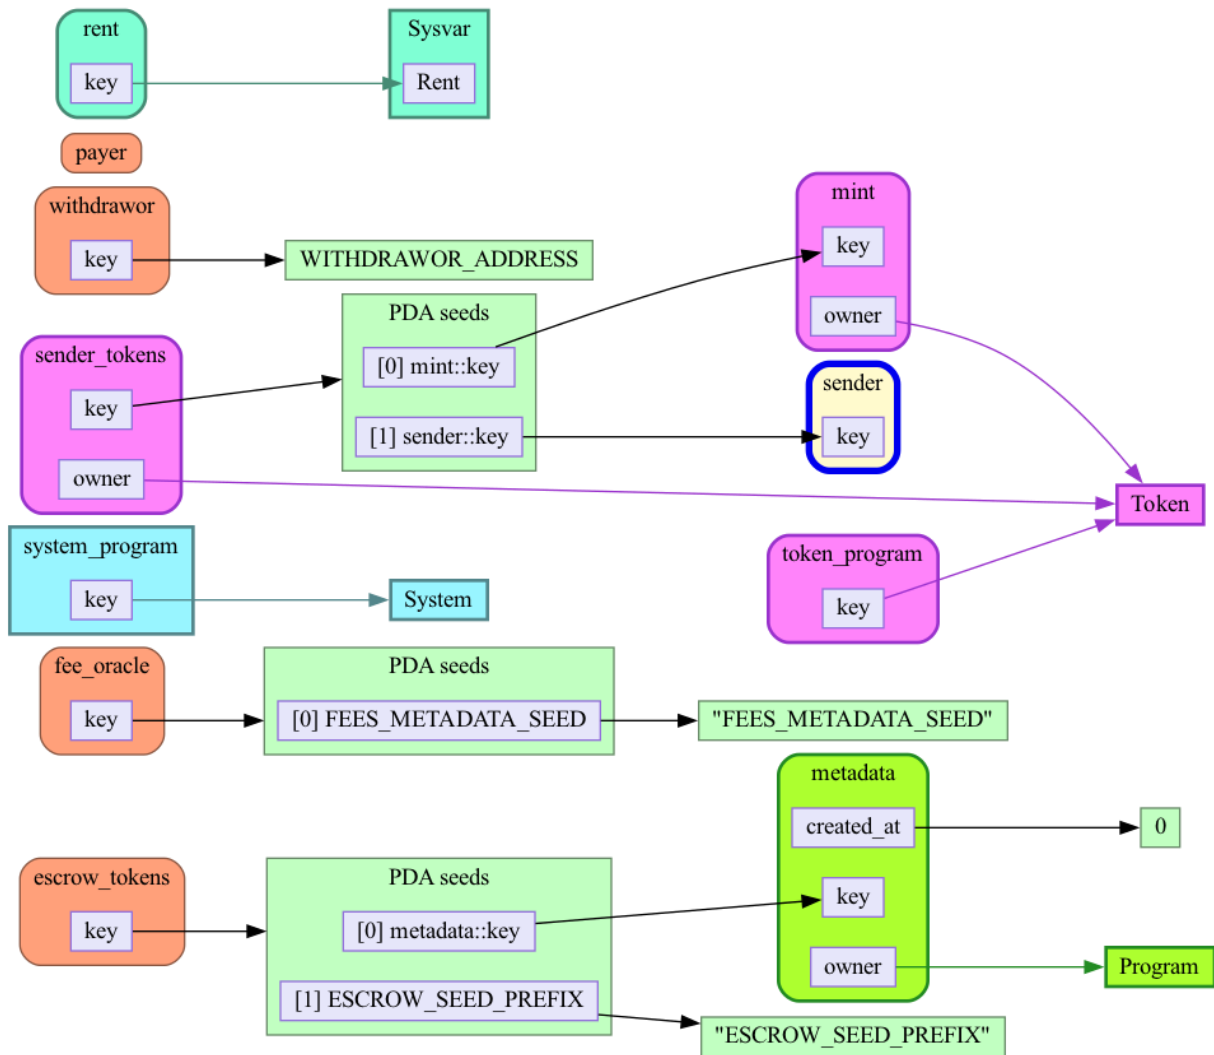 rent
key
Sysvar
Rent
payer
withdrawor
key
WITHDRAWOR_ADDRESS
mint
key
owner
PDA seeds
[0] mint::key
[1] sender::key
sender_tokens
key
owner
sender
key
Token
system_program
key
System
token_program
key
fee_oracle
key
PDA seeds
[0] FEES_METADATA_SEED
"FEES_METADATA_SEED"
metadata
created_at
key
owner
0
Program
escrow_tokens
key
PDA seeds
[0] metadata::key
[1] ESCROW_SEED_PREFIX
"ESCROW_SEED_PREFIX"